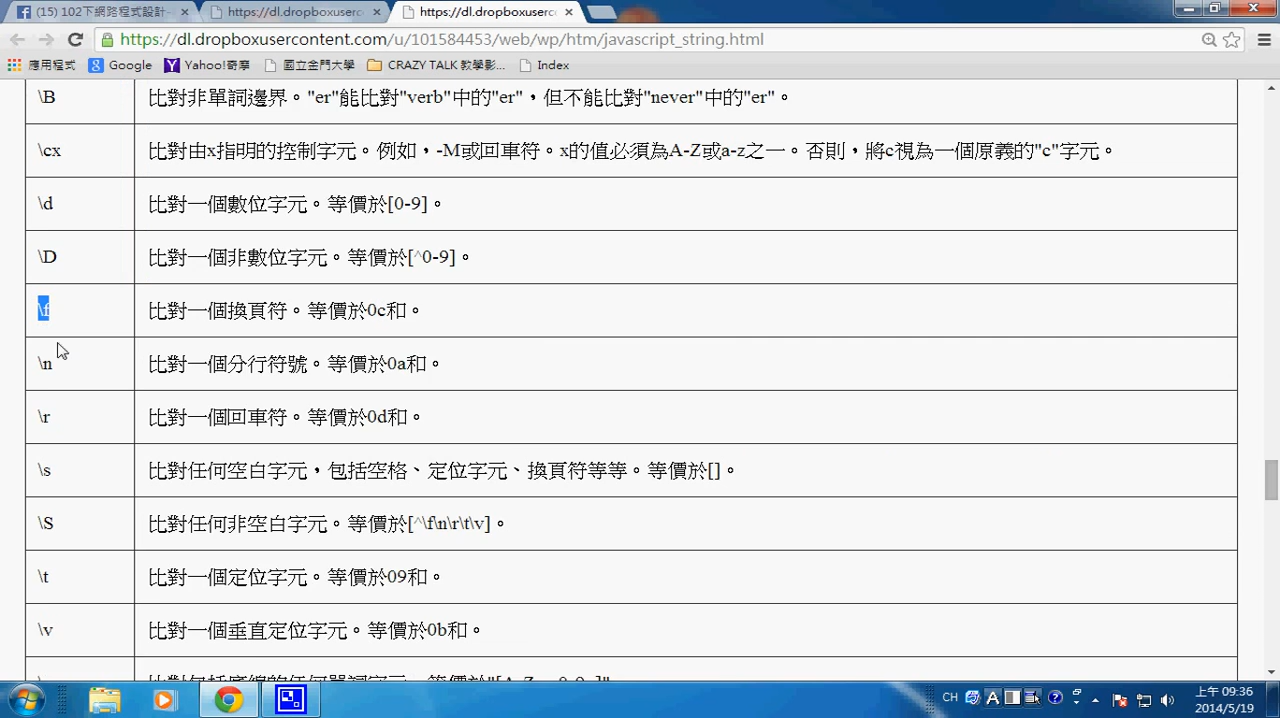 (15) 102下網路程式設計-
https://dl.dropboxuserc
https://dl.dropboxuserc
https://dl.dropboxusercontent.com/u/101584453/web/wp/htm/javascript_string.html
應用程式
Google
Yahoo!奇摩
國立金門大學
CRAZY TALK 教學影...
Index
\B 比對非單詞邊界。"er"能比對"verb"中的"er"，但不能比對"never"中的"er"。
\cx 比對由x指明的控制字元。例如，-M或回車符。x的值必須為A-Z或a-z之一。否則，將c視為一個原義的"c"字元。
\d 比對一個數位字元。等價於[0-9]。
\D 比對一個非數位字元。等價於[^0-9]。
\f 比對一個換頁符。等價於0c和。
\n 比對一個分行符號。等價於0a和。
\r 比對一個回車符。等價於0d和。
\s 比對任何空白字元，包括空格、定位字元、換頁符等等。等價於[]。
\S 比對任何非空白字元。等價於[^\f\n\r\t\v]。
\t 比對一個定位字元。等價於09和。
\v 比對一個垂直定位字元。等價於0b和。
CH
上午 09:36
2014/5/19